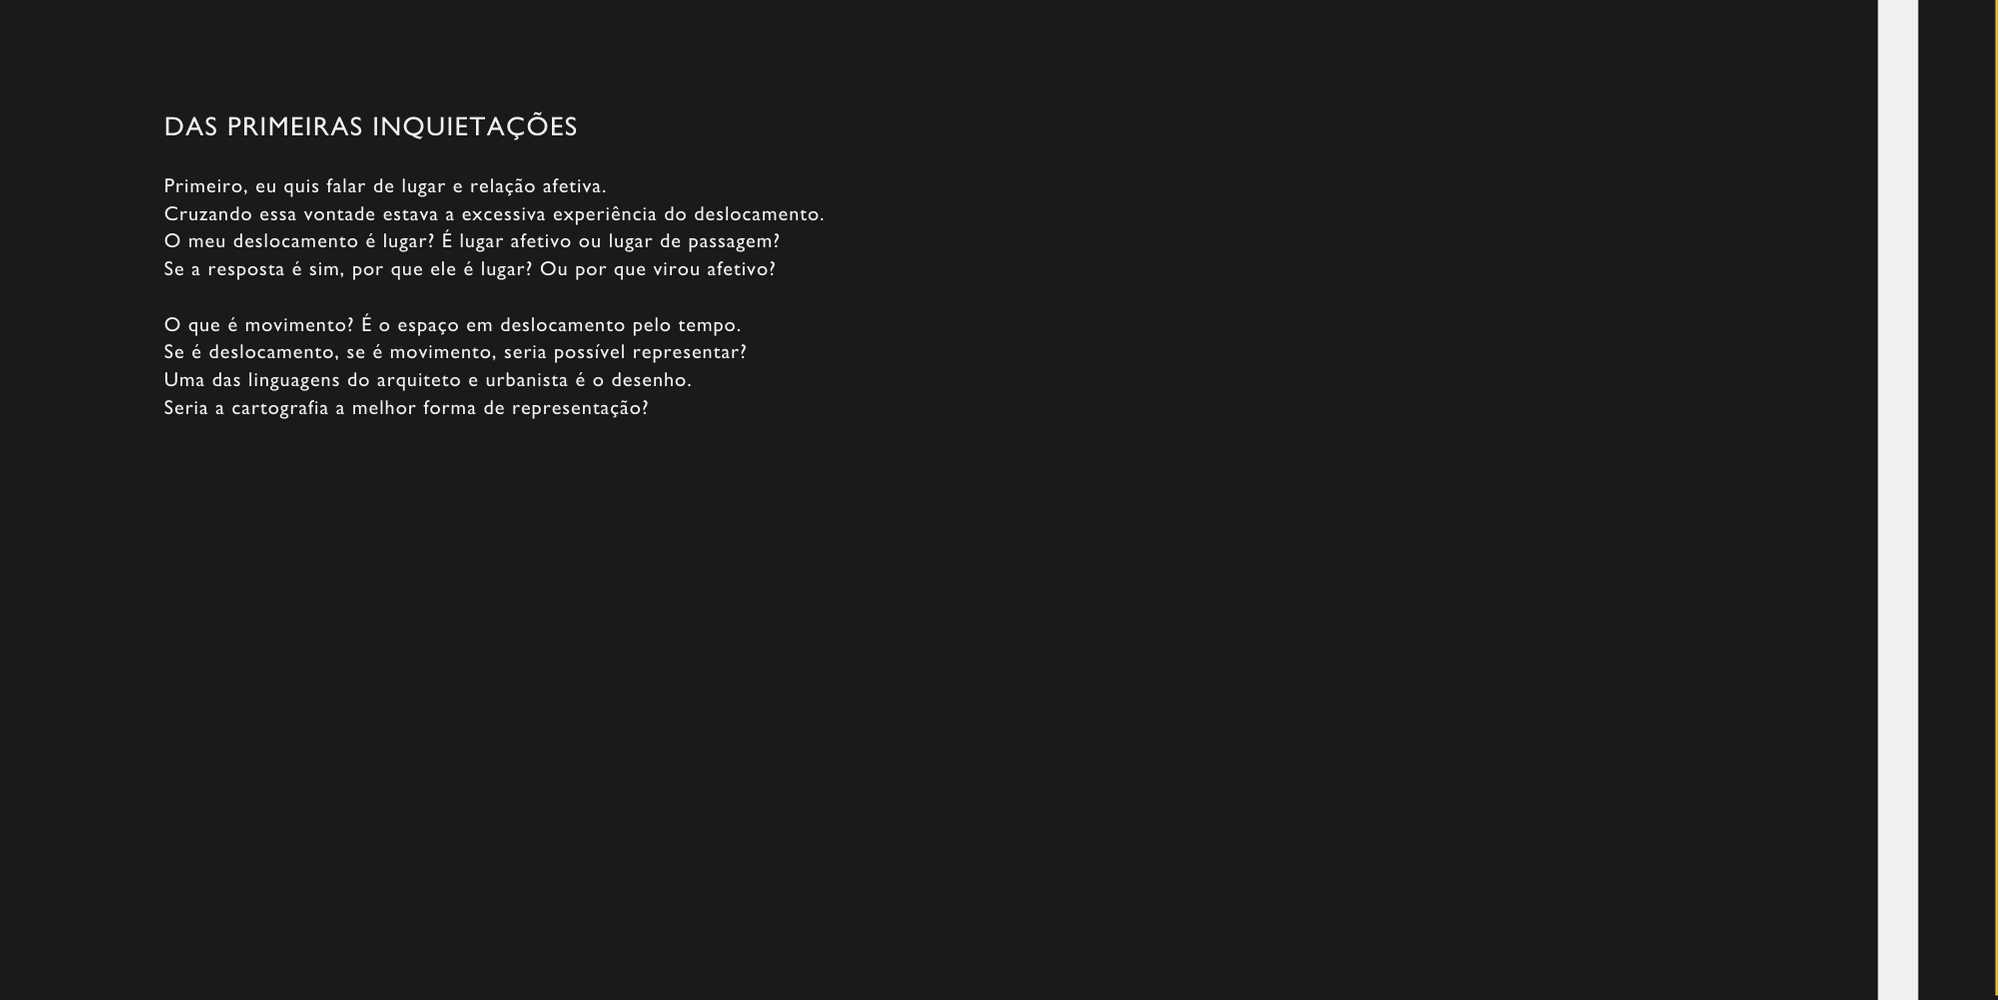 DAS PRIMEIRAS INQUIETAÇÕES
Primeiro, eu quis falar de lugar e relação afetiva.
Cruzando essa vontade estava a excessiva experiência do deslocamento.
O meu deslocamento é lugar? É lugar afetivo ou lugar de passagem?
Se a resposta é sim, por que ele é lugar? Ou por que virou afetivo?
O que é movimento? É o espaço em deslocamento pelo tempo.
Se é deslocamento, se é movimento, seria possível representar?
Uma das linguagens do arquiteto e urbanista é o desenho.
Seria a cartografia a melhor forma de representação?